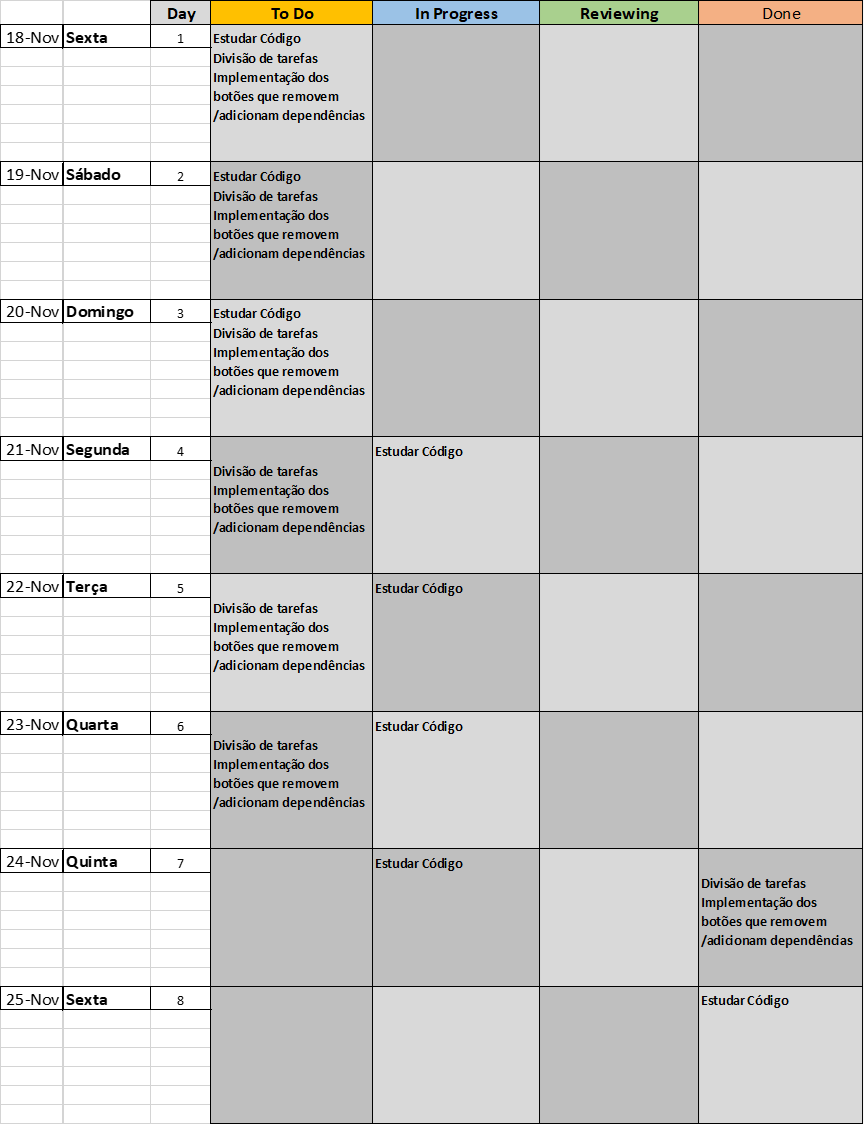 Day To Do In Progress Reviewing Done
18-Nov Sexta 1 Estudar Código
Divisão de tarefas
Implementação dos
botões que removem
/adicionam dependências
19-Nov Sábado 2 Estudar Código
Divisão de tarefas
Implementação dos
botões que removem
/adicionam dependências
20-Nov Domingo 3 Estudar Código
Divisão de tarefas
Implementação dos
botões que removem
/adicionam dependências
21-Nov Segunda 4 Estudar Código
Divisão de tarefas
Implementação dos
botões que removem
/adicionam dependências
22-Nov Terça 5 Estudar Código
Divisão de tarefas
Implementação dos
botões que removem
/adicionam dependências
23-Nov Quarta 6 Estudar Código
Divisão de tarefas
Implementação dos
botões que removem
/adicionam dependências
24-Nov Quinta 7 Estudar Código
Divisão de tarefas
Implementação dos
botões que removem
/adicionam dependências
25-Nov Sexta 8 Estudar Código